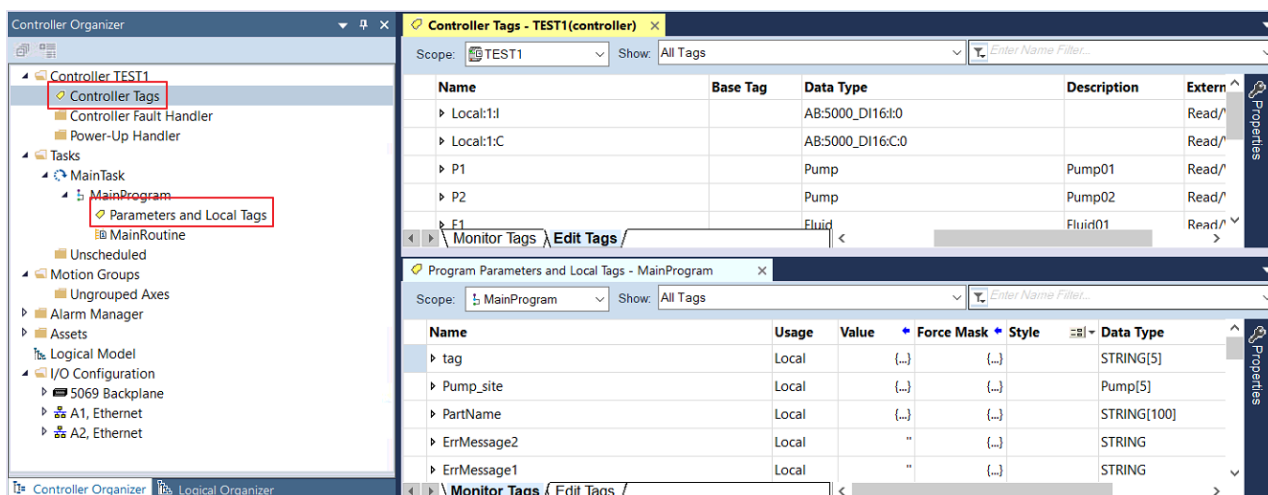 Controller Organizer
Controller TEST1
Controller Tags
Controller Fault Handler
Power-Up Handler
Tasks
MainTask
MainProgram
Parameters and Local Tags
MainRoutine
Unscheduled
Motion Groups
Ungrouped Axes
Alarm Manager
Assets
Logical Model
I/O Configuration
5069 Backplane
A1, Ethernet
A2, Ethernet
Controller Organizer Logical Organizer
Controller Tags - TEST1(controller)
Scope: TEST1 Show: All Tags Enter Name Filter...
Name Base Tag Data Type Description Extern
Local:1:I AB:5000_DI16:I:0 Read/
Local:1:C AB:5000_DI16:C:0 Read/
P1 Pump Pump01 Read/
P2 Pump Pump02 Read/
F1 Fluid Fluid01 Read/
Monitor Tags Edit Tags
Properties
Program Parameters and Local Tags - MainProgram
Scope: MainProgram Show: All Tags Enter Name Filter...
Name Usage Value Force Mask Style Data Type
tag Local {...} {...} STRING[5]
Pump_site Local {...} {...} Pump[5]
PartName Local {...} {...} STRING[100]
ErrMessage2 Local '' {...} STRING
ErrMessage1 Local '' {...} STRING
Monitor Tags Edit Tags
Properties